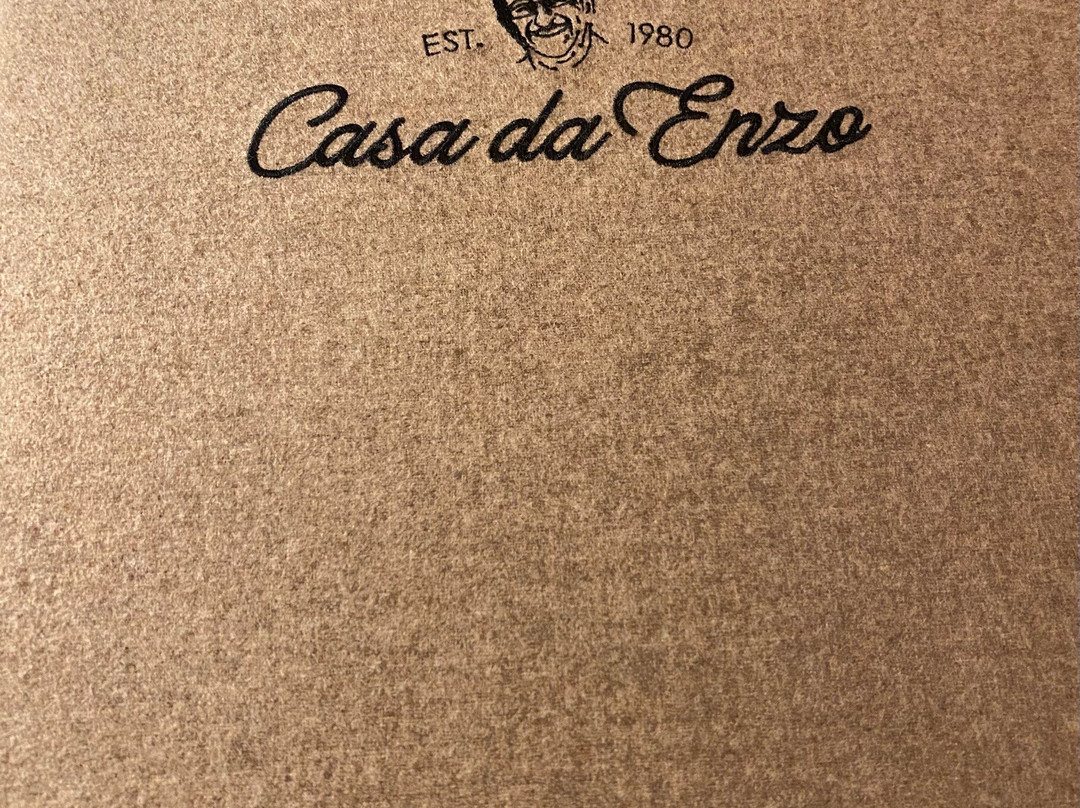 EST. 1980
Casa da Enzo